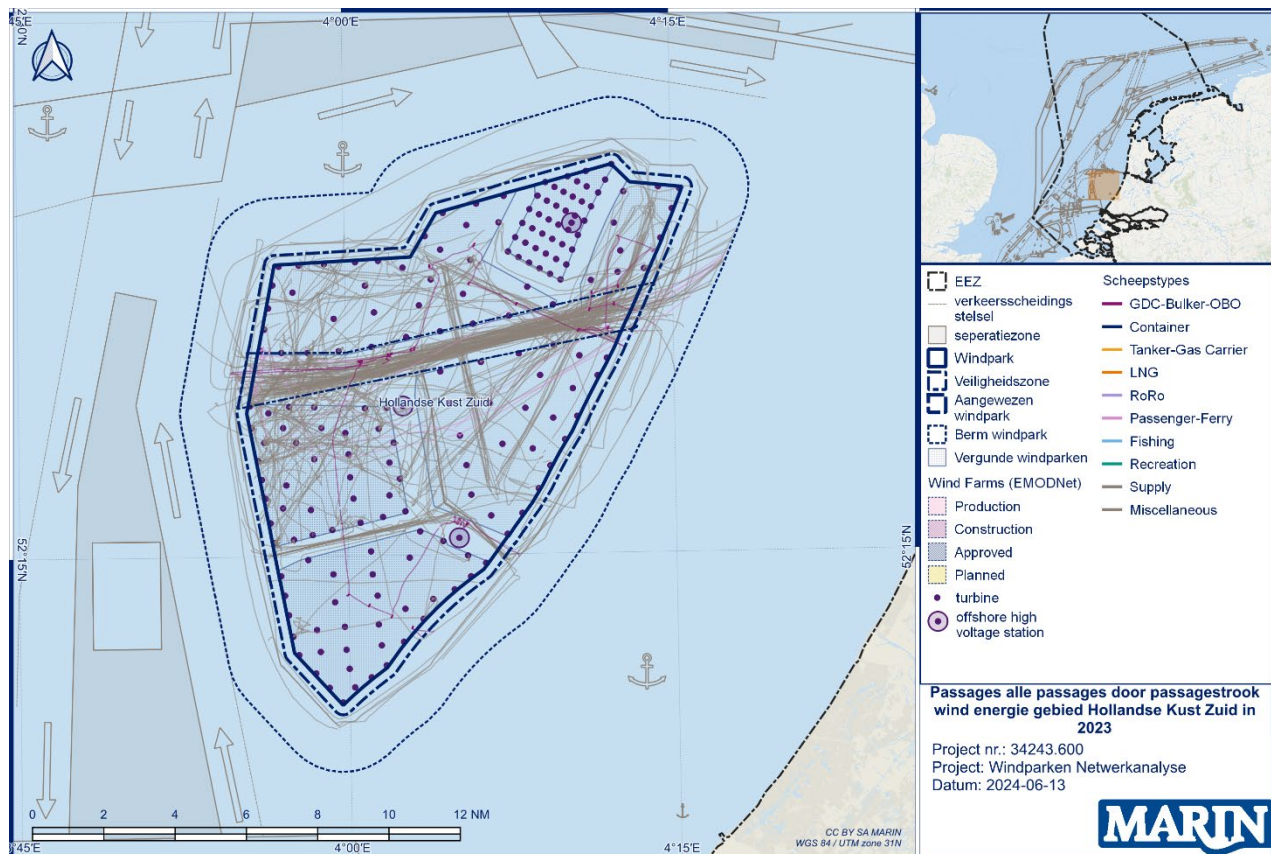 4°00'E
4°15'E
Hollandse Kust Zuid
52°15'N
52°15'N
0 2 4 6 8 10 12 NM
CC BY SA MARIN
WGS 84 / UTM zone 31N
4°00'E
4°15'E
EEZ
verkeersscheidings
stelsel
seperatiezone
Windpark
Veiligheidszone
Aangewezen
windpark
Berm windpark
Vergunde windparken
Wind Farms (EMODNet)
Production
Construction
Approved
Planned
turbine
offshore high
voltage station
Scheepstypes
GDC-Bulker-OBO
Container
Tanker-Gas Carrier
LNG
RoRo
Passenger-Ferry
Fishing
Recreation
Supply
Miscellaneous
Passages alle passages door passagestrook
wind energie gebied Hollandse Kust Zuid in
2023
Project nr.: 34243.600
Project: Windparken Netwerkanalyse
Datum: 2024-06-13
MARIN